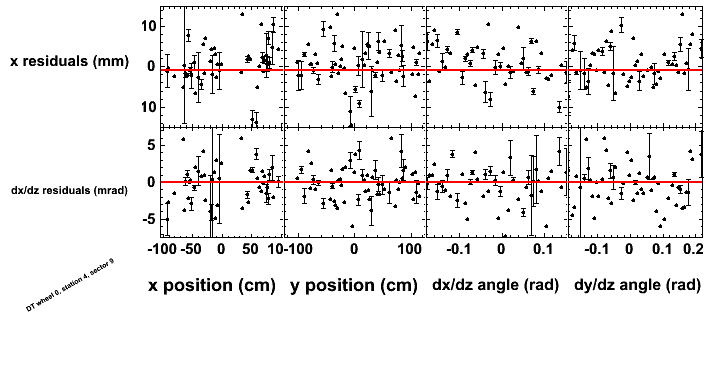 10
x residuals (mm)
0
10
5
dx/dz residuals (mrad)
0
-5
-100 -50 0 50 10 -100 0 100 -0.1 0 0.1 -0.1 0 0.1 0.2
x position (cm) y position (cm) dx/dz angle (rad) dy/dz angle (rad)
DT wheel 0, station 4, sector 9